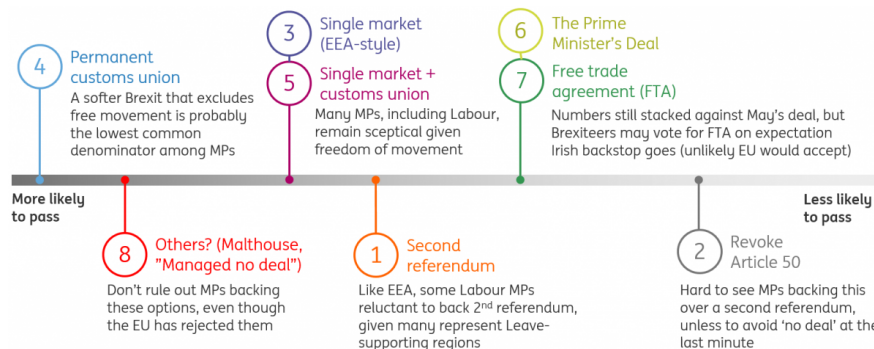 4
Permanent
customs union
A softer Brexit that excludes
free movement is probably
the lowest common
denominator among MPs
3
Single market
(EEA-style)
5
Single market +
customs union
Many MPs, including Labour,
remain sceptical given
freedom of movement
6
The Prime
Minister's Deal
7
Free trade
agreement (FTA)
Numbers still stacked against May's deal, but
Brexiteers may vote for FTA on expectation
Irish backstop goes (unlikely EU would accept)
More likely
to pass
Less likely
to pass
8
Others? (Malthouse,
"Managed no deal")
Don't rule out MPs backing
these options, even though
the EU has rejected them
1
Second
referendum
Like EEA, some Labour MPs
reluctant to back 2nd referendum,
given many represent Leave-
supporting regions
2
Revoke
Article 50
Hard to see MPs backing this
over a second referendum,
unless to avoid 'no deal' at the
last minute